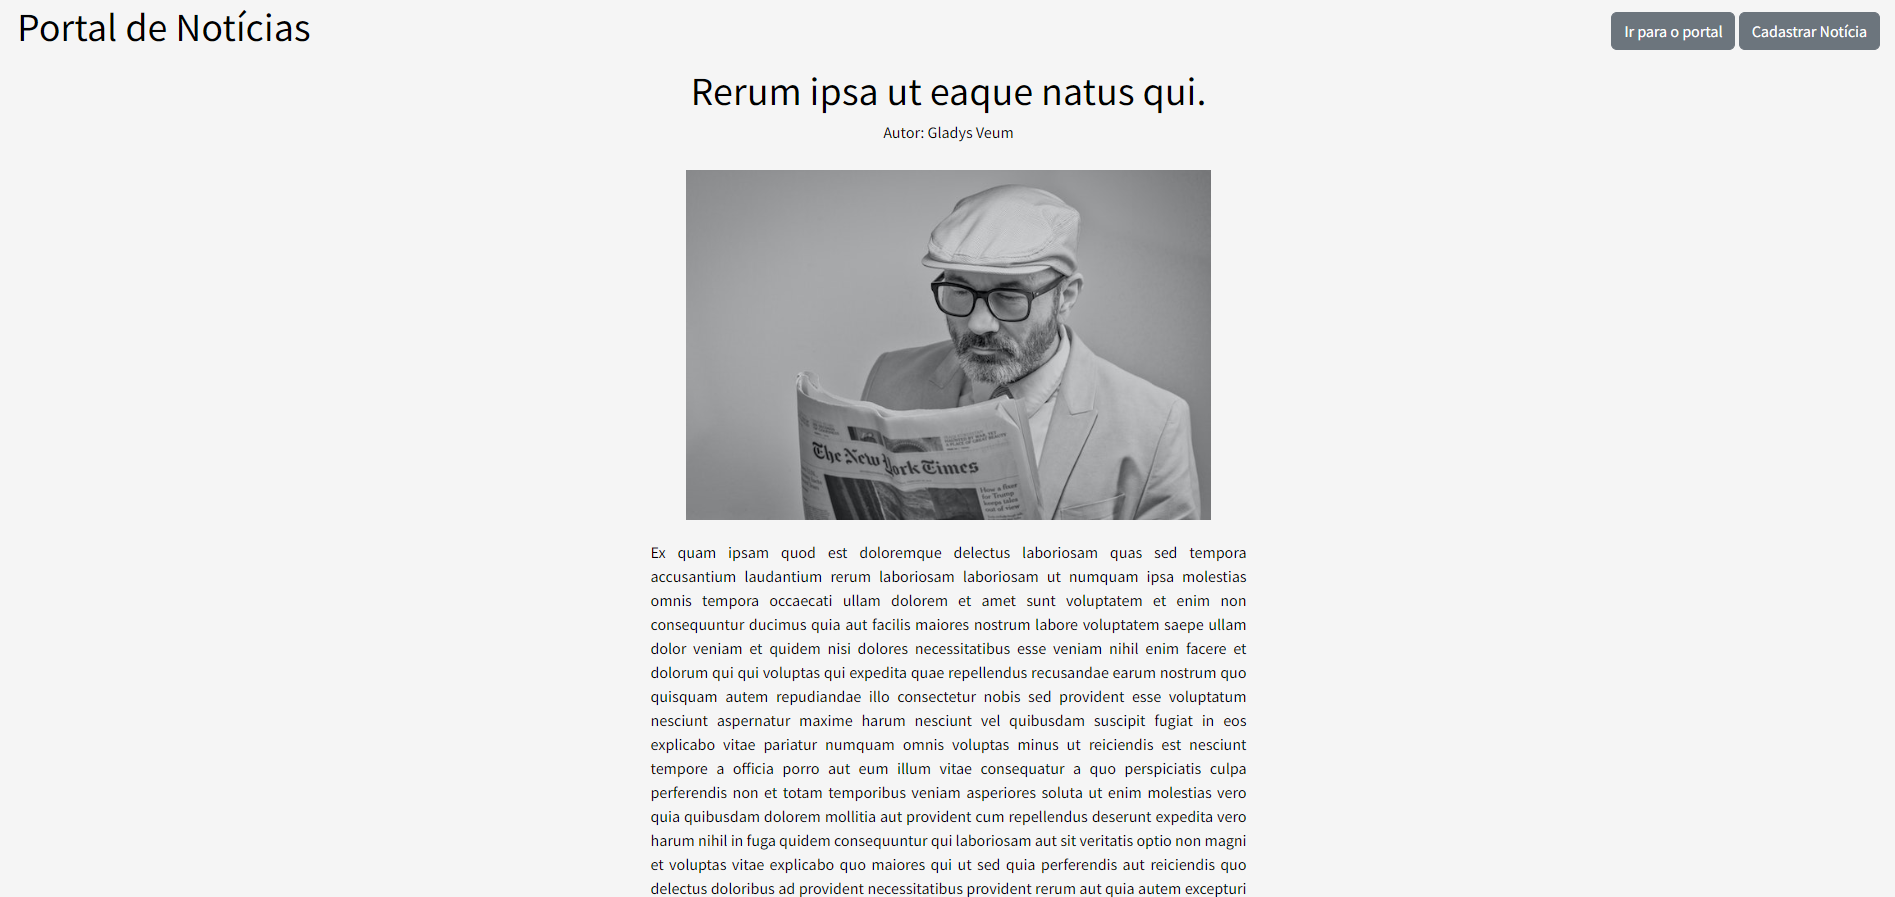 Portal de Notícias
Ir para o portal
Cadastrar Notícia
Rerum ipsa ut eaque natus qui.
Autor: Gladys Veum
The New York Times
How a fixer
for Trump
keeps tales
out of view
Ex quam ipsam quod est doloremque delectus laboriosam quas sed tempora
accusantium laudantium rerum laboriosam laboriosam ut numquam ipsa molestias
omnis tempora occaecati ullam dolorem et amet sunt voluptatem et enim non
consequuntur ducimus quia aut facilis maiores nostrum labore voluptatem saepe ullam
dolor veniam et quidem nisi dolores necessitatibus esse veniam nihil enim facere et
dolorum qui qui voluptas qui expedita quae repellendus recusandae earum nostrum quo
quisquam autem repudiandae illo consectetur nobis sed provident esse voluptatum
nesciunt aspernatur maxime harum nesciunt vel quibusdam suscipit fugiat in eos
explicabo vitae pariatur numquam omnis voluptas minus ut reiciendis est nesciunt
tempore a officia porro aut eum illum vitae consequatur a quo perspiciatis culpa
perferendis non et totam temporibus veniam asperiores soluta ut enim molestias vero
quia quibusdam dolorem mollitia aut provident cum repellendus deserunt expedita vero
harum nihil in fuga quidem consequuntur qui laboriosam aut sit veritatis optio non magni
et voluptas vitae explicabo quo maiores qui ut sed quia perferendis aut reiciendis quo
delectus doloribus ad provident necessitatibus provident rerum aut quia autem excepturi